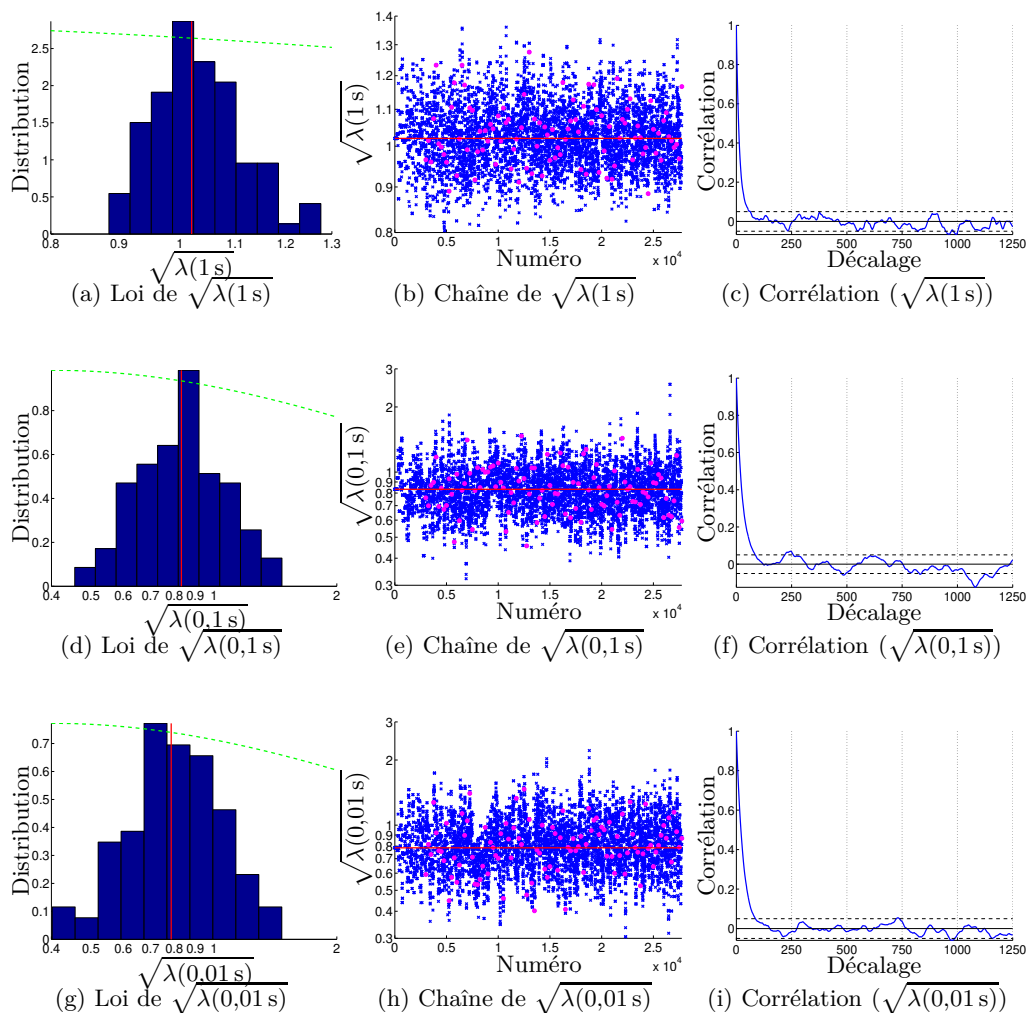 Distribution
2.5
2
1.5
1
0.5
0
0.8 0.9 1 1.1 1.2 1.3
√λ(1 s)
(a) Loi de √λ(1 s)
√λ(1 s)
1.4
1.3
1.2
1.1
1
0.9
0.8
0 0.5 1 1.5 2 2.5
Numéro
x 10⁴
(b) Chaîne de √λ(1 s)
Corrélation
1
0.8
0.6
0.4
0.2
0
0 250 500 750 1000 1250
Décalage
(c) Corrélation (√λ(1 s))
Distribution
0.8
0.6
0.4
0.2
0
0.4 0.5 0.6 0.7 0.8 0.9 1 2
√λ(0,1 s)
(d) Loi de √λ(0,1 s)
√λ(0,1 s)
3
2
1
0.9
0.8
0.7
0.6
0.5
0.4
0.3
0 0.5 1 1.5 2 2.5
Numéro
x 10⁴
(e) Chaîne de √λ(0,1 s)
Corrélation
1
0.8
0.6
0.4
0.2
0
0 250 500 750 1000 1250
Décalage
(f) Corrélation (√λ(0,1 s))
Distribution
0.7
0.6
0.5
0.4
0.3
0.2
0.1
0
0.4 0.5 0.6 0.7 0.8 0.9 1 2
√λ(0,01 s)
(g) Loi de √λ(0,01 s)
√λ(0,01 s)
3
2
1
0.9
0.8
0.7
0.6
0.5
0.4
0.3
0 0.5 1 1.5 2 2.5
Numéro
x 10⁴
(h) Chaîne de √λ(0,01 s)
Corrélation
1
0.8
0.6
0.4
0.2
0
0 250 500 750 1000 1250
Décalage
(i) Corrélation (√λ(0,01 s))